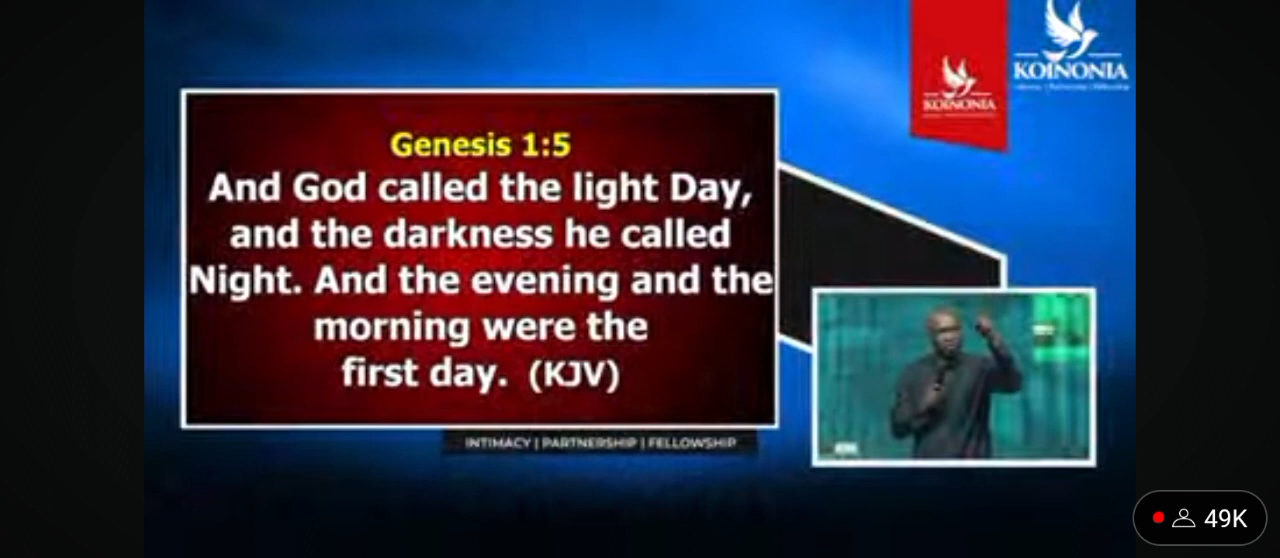 KOINONIA
KOINONIA
Genesis 1:5
And God called the light Day,
and the darkness he called
Night. And the evening and the
morning were the
first day. (KJV)
INTIMACY | PARTNERSHIP | FELLOWSHIP
49K